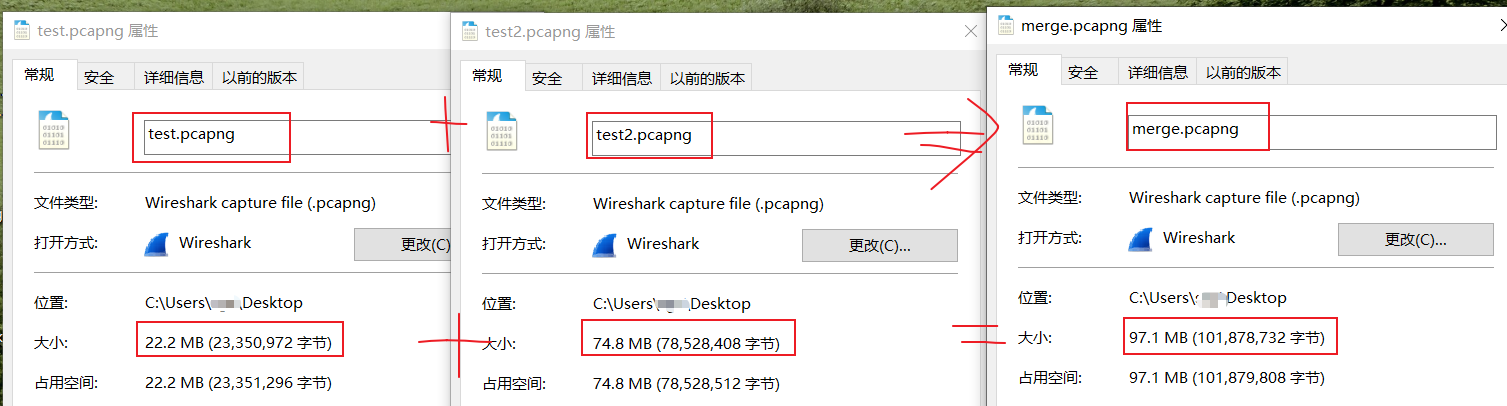 test.pcapng 属性
常规 安全 详细信息 以前的版本
test.pcapng
文件类型: Wireshark capture file (.pcapng)
打开方式: Wireshark 更改(C)
位置: C:\Users\ \Desktop
大小: 22.2 MB (23,350,972 字节)
占用空间: 22.2 MB (23,351,296 字节)
test2.pcapng 属性
常规 安全 详细信息 以前的版本
test2.pcapng
文件类型: Wireshark capture file (.pcapng)
打开方式: Wireshark 更改(C)...
位置: C:\Users\ \Desktop
大小: 74.8 MB (78,528,408 字节)
占用空间: 74.8 MB (78,528,512 字节)
merge.pcapng 属性
常规 安全 详细信息 以前的版本
merge.pcapng
文件类型: Wireshark capture file (.pcapng)
打开方式: Wireshark 更改(C)...
位置: C:\Users\ Desktop
大小: 97.1 MB (101,878,732 字节)
占用空间: 97.1 MB (101,879,808 字节)